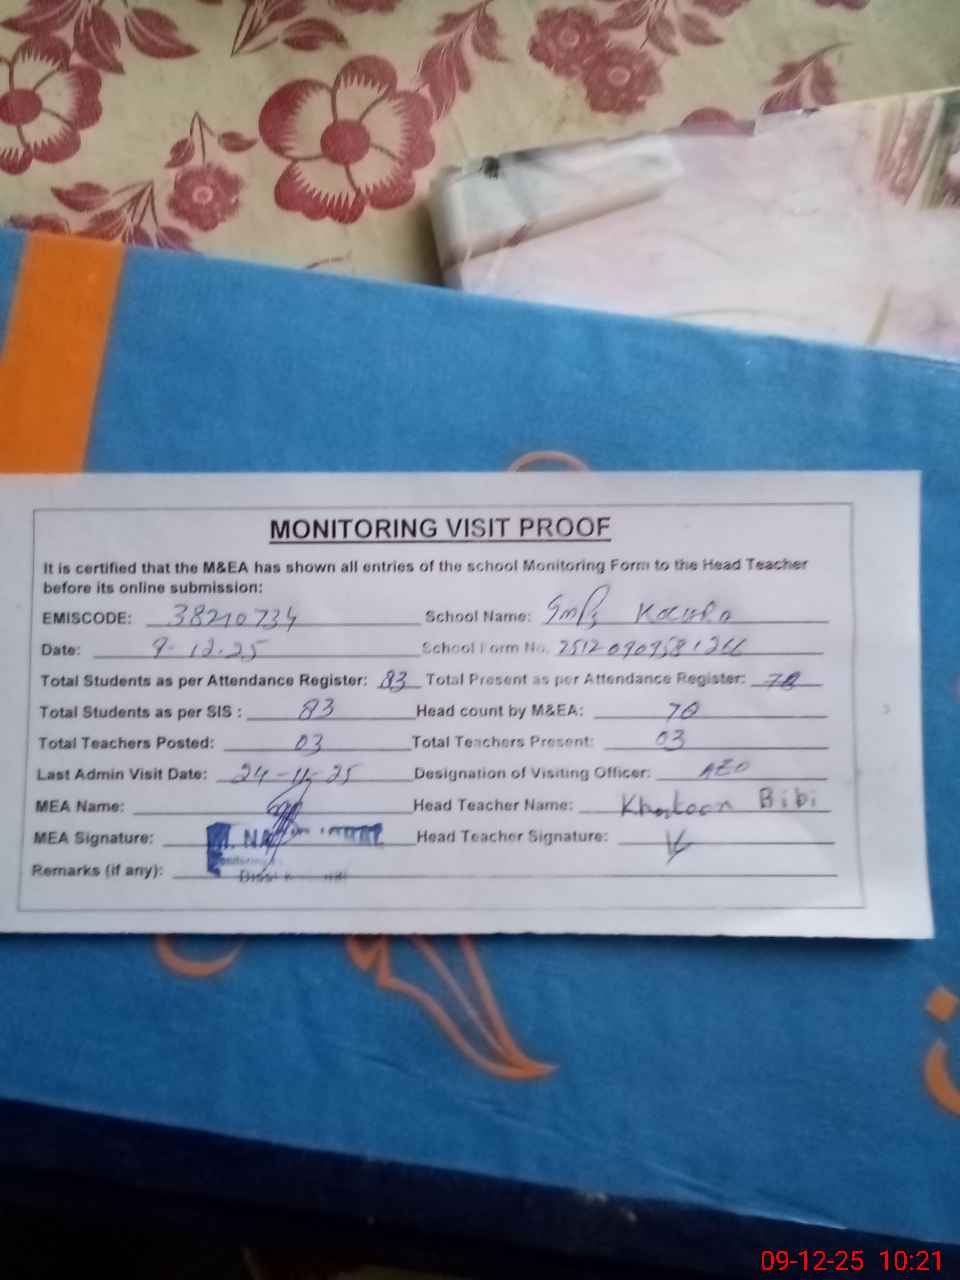 MONITORING VISIT PROOF
It is certified that the M&EA has shown all entries of the school Monitoring Form to the Head Teacher
before its online submission:
EMISCODE: 38210734 School Name: GMPS
Date: 9-12-25 School Form No.
Total Students as per Attendance Register: 83 Total Present as per Attendance Register: 78
Total Students as per SIS : 83 Head count by M&EA: 78
Total Teachers Posted: 03 Total Teachers Present: 03
Last Admin Visit Date: 24-11-25 Designation of Visiting Officer: AEO
MEA Name: Head Teacher Name: Khatoon Bibi
MEA Signature: Head Teacher Signature:
Remarks (if any):
09-12-25 10:21